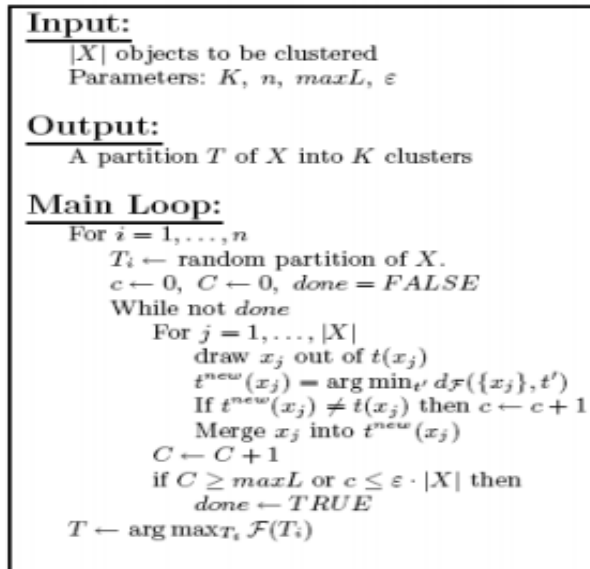 Input:
|X| objects to be clustered
Parameters: K, n, maxL, ε
Output:
A partition T of X into K clusters
Main Loop:
For i = 1, . . . , n
T_i ← random partition of X.
c ← 0, C ← 0, done = FALSE
While not done
For j = 1, . . . , |X|
draw x_j out of t(x_j)
t^{new}(x_j) = arg min_{t'} d_F({x_j}, t')
If t^{new}(x_j) ≠ t(x_j) then c ← c + 1
Merge x_j into t^{new}(x_j)
C ← C + 1
if C ≥ maxL or c ≤ ε · |X| then
done ← TRUE
T ← arg max_{T_i} F(T_i)